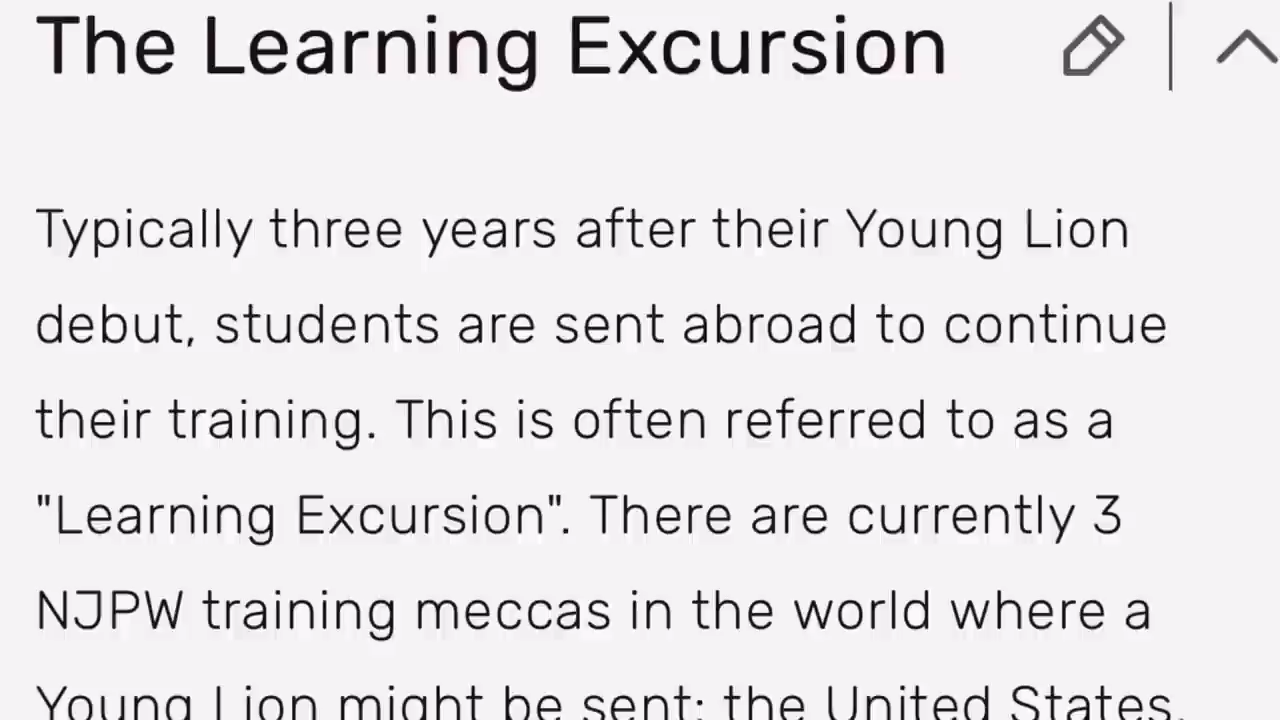 The Learning Excursion
Typically three years after their Young Lion
debut, students are sent abroad to continue
their training. This is often referred to as a
"Learning Excursion". There are currently 3
NJPW training meccas in the world where a
Young Lion might be sent: the United States,